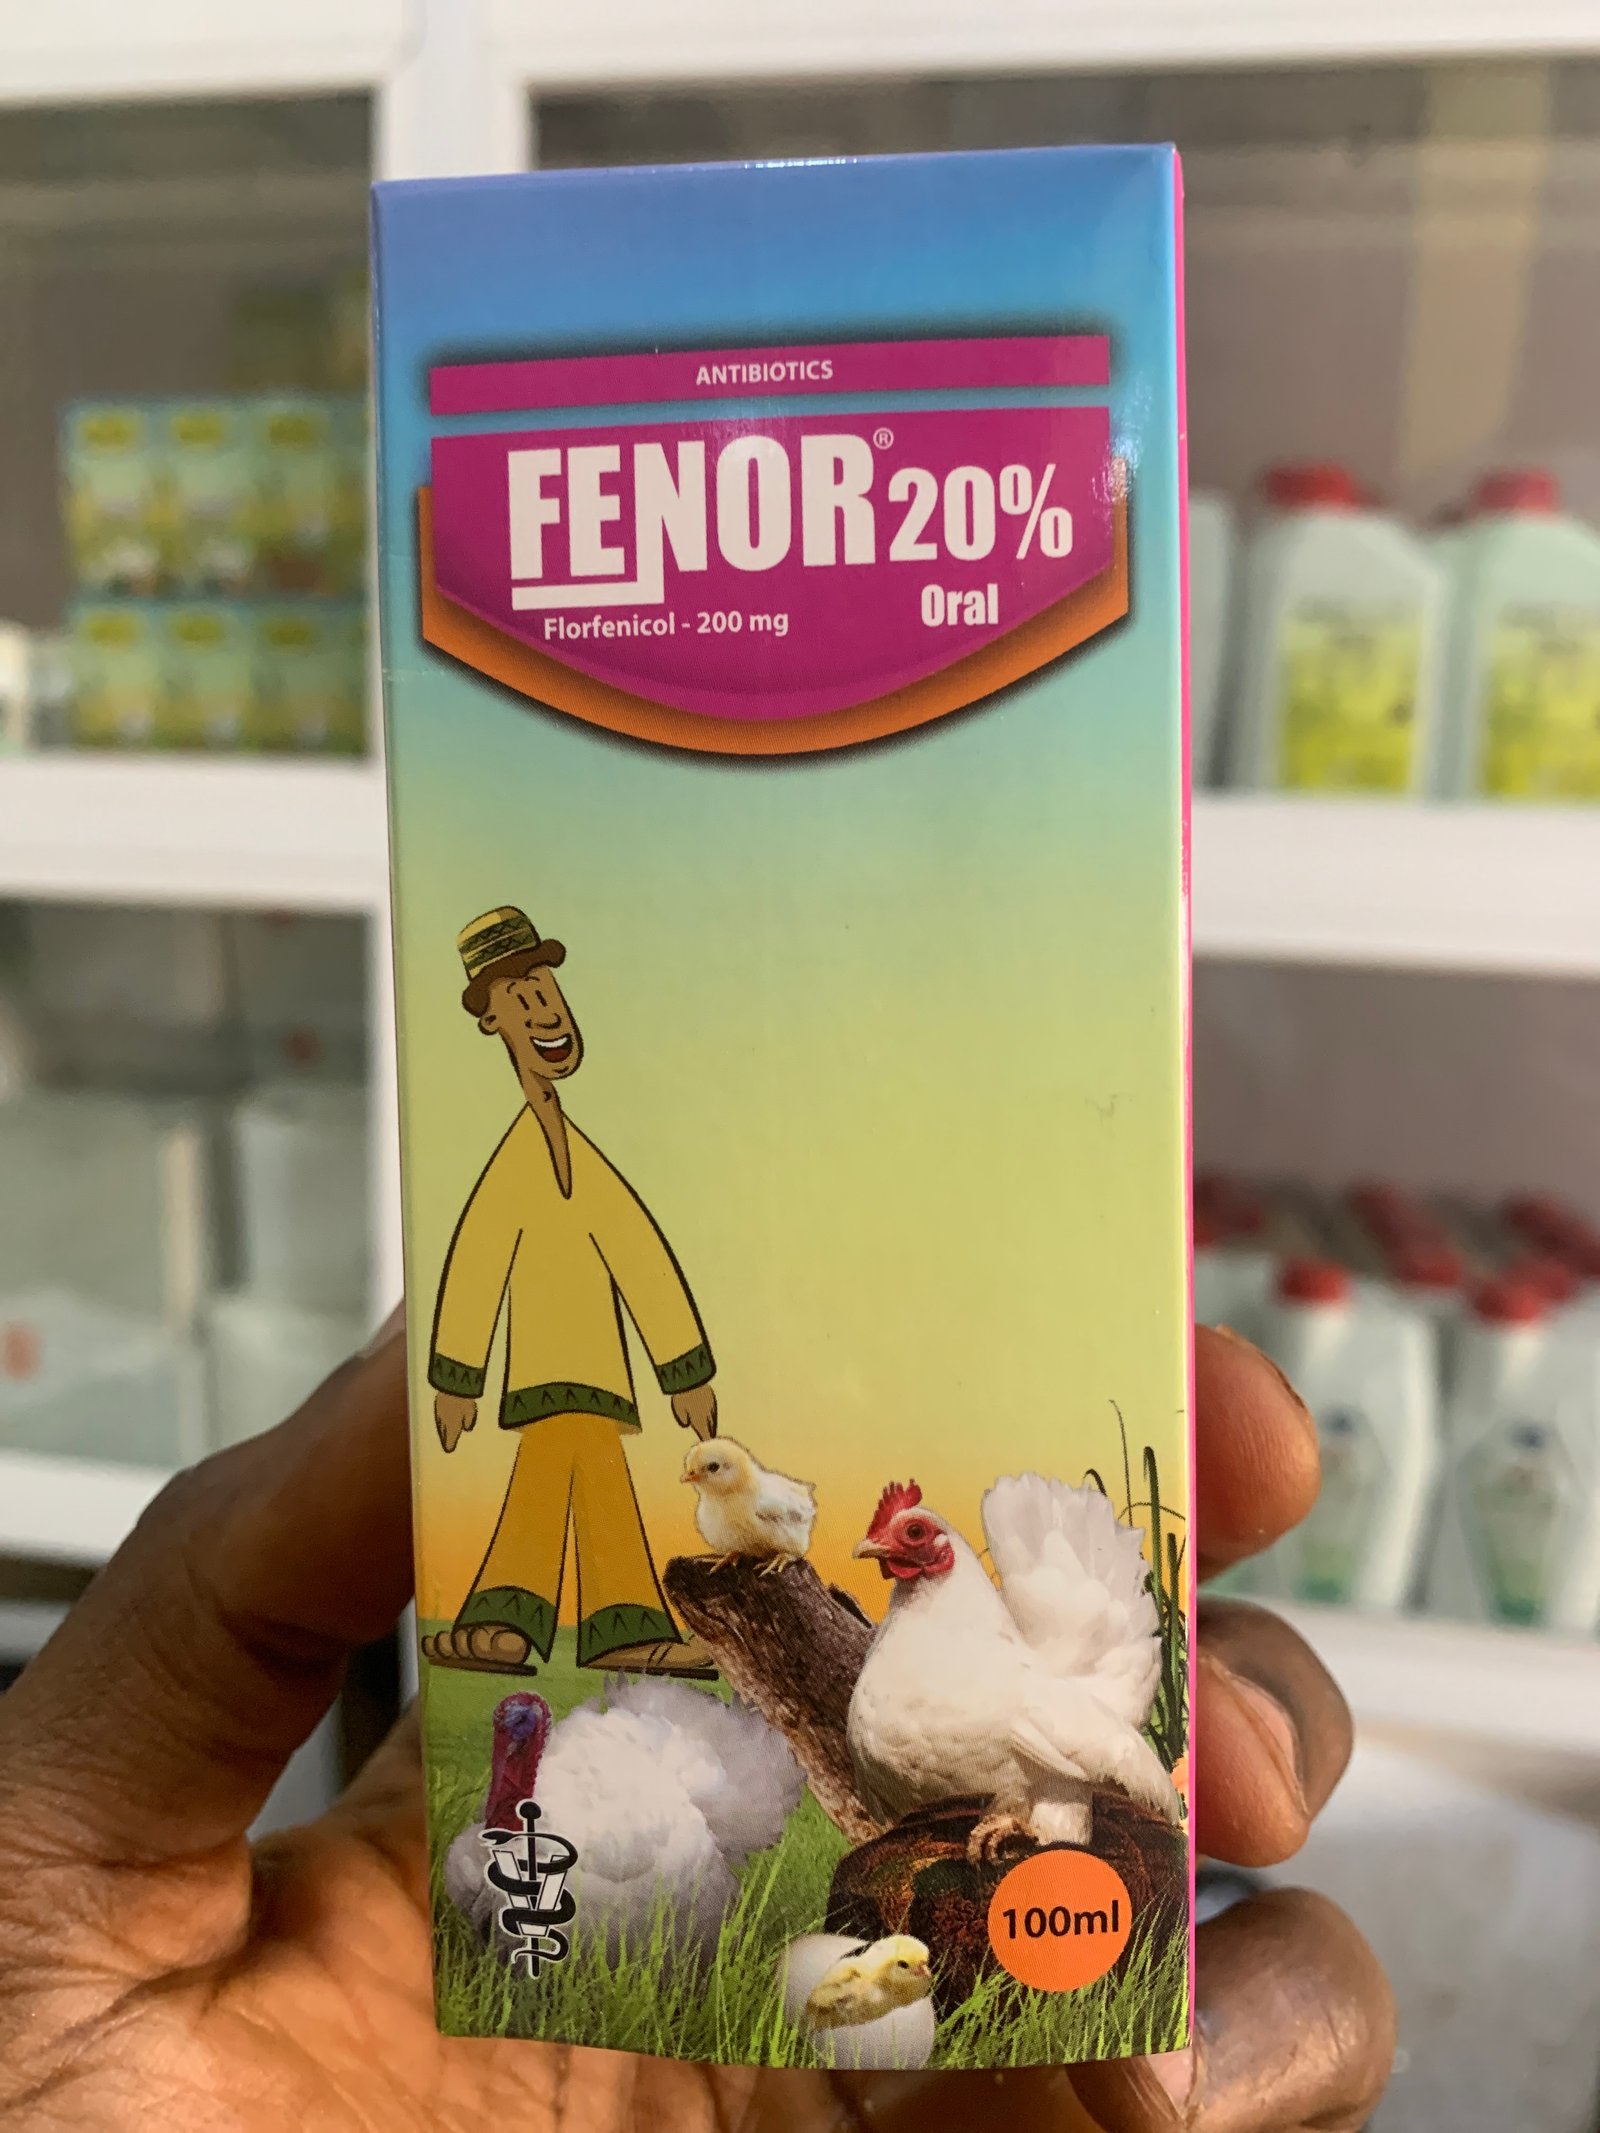 ANTIBIOTICS
FENOR® 20%
Florfenicol - 200 mg
Oral
100ml